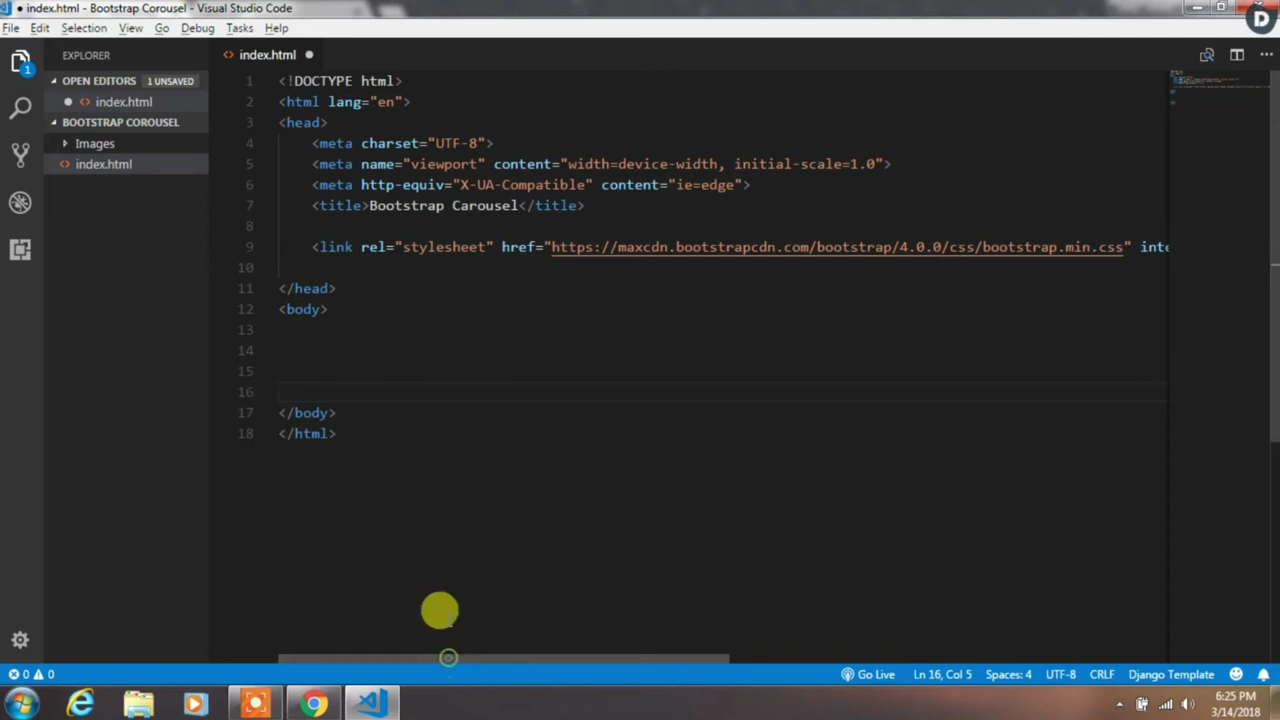 ● index.html - Bootstrap Corousel - Visual Studio Code
D
File Edit Selection View Go Debug Tasks Help
EXPLORER
index.html
1
OPEN EDITORS 1 UNSAVED
index.html
BOOTSTRAP COROUSEL
Images
index.html
1 <!DOCTYPE html>
2 <html lang="en">
3 <head>
4 <meta charset="UTF-8">
5 <meta name="viewport" content="width=device-width, initial-scale=1.0">
6 <meta http-equiv="X-UA-Compatible" content="ie=edge">
7 <title>Bootstrap Carousel</title>
8
9 <link rel="stylesheet" href="https://maxcdn.bootstrapcdn.com/bootstrap/4.0.0/css/bootstrap.min.css" inte
10
11 </head>
12 <body>
13
14
15
16
17 </body>
18 </html>
0 0 Go Live Ln 16, Col 5 Spaces: 4 UTF-8 CRLF Django Template
6:25 PM
3/14/2018